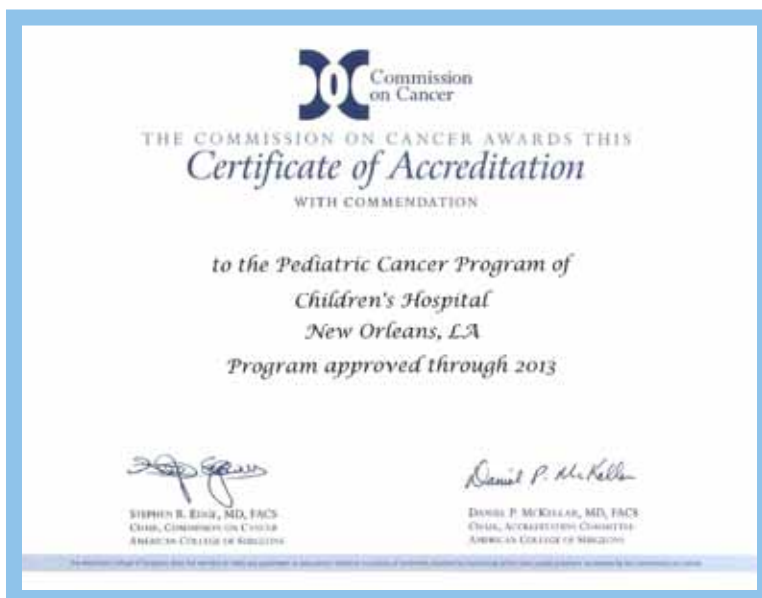 Commission
on Cancer
THE COMMISSION ON CANCER AWARDS THIS
Certificate of Accreditation
WITH COMMENDATION
to the Pediatric Cancer Program of
Children's Hospital
New Orleans, LA
Program approved through 2013
Daniel P. McKellar
STEPHEN B. EDGE, MD, FACS
CHAIR, COMMISSION ON CANCER
AMERICAN COLLEGE OF SURGEONS
DANIEL P. MCKELLAR, MD, FACS
CHAIR, ACCREDITATION COMMITTEE
AMERICAN COLLEGE OF SURGEONS